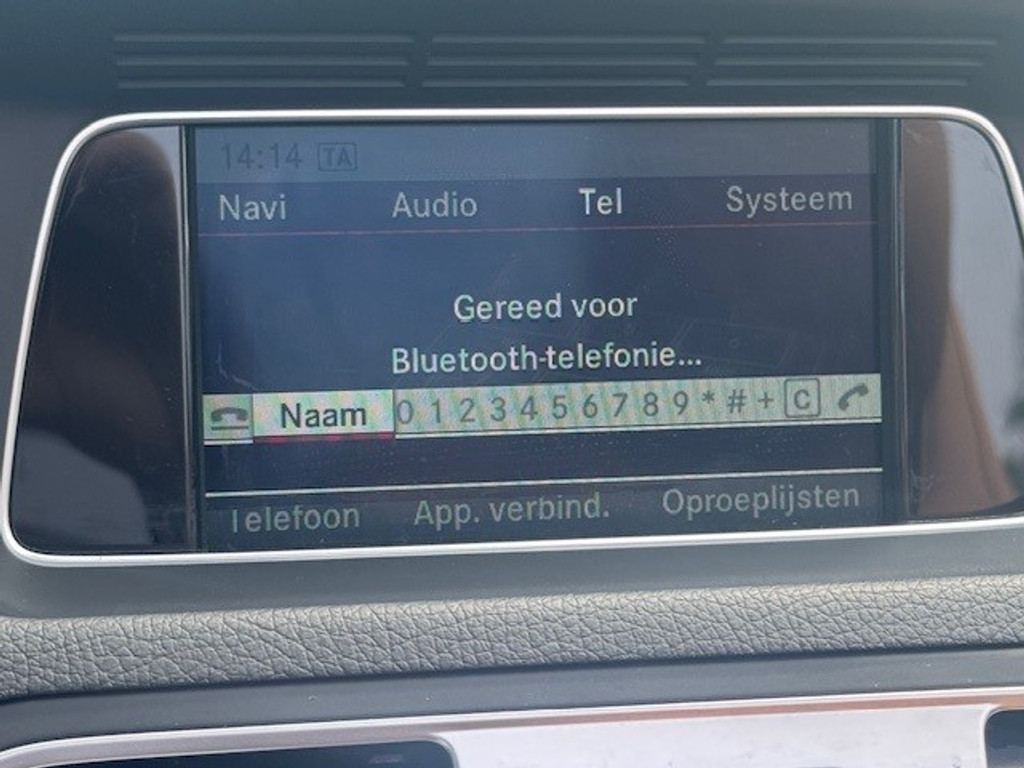 14:14 TA
Navi Audio Tel Systeem
Gereed voor
Bluetooth-telefonie...
Naam 0 1 2 3 4 5 6 7 8 9 * # + C
Telefoon App. verbind. Oproeplijsten